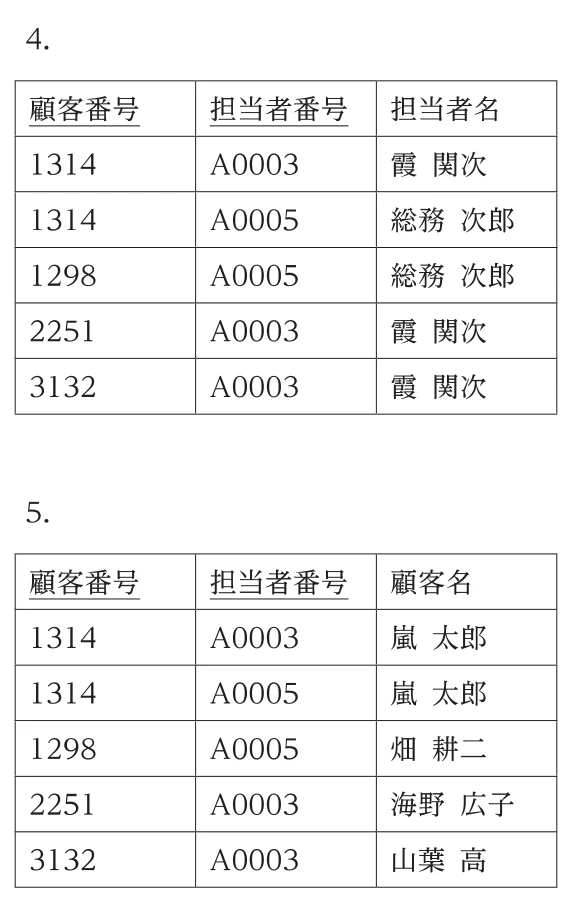 4.
顧客番号 担当者番号 担当者名
1314 A0003 霞 関次
1314 A0005 総務 次郎
1298 A0005 総務 次郎
2251 A0003 霞 関次
3132 A0003 霞 関次
5.
顧客番号 担当者番号 顧客名
1314 A0003 嵐 太郎
1314 A0005 嵐 太郎
1298 A0005 畑 耕二
2251 A0003 海野 広子
3132 A0003 山葉 高